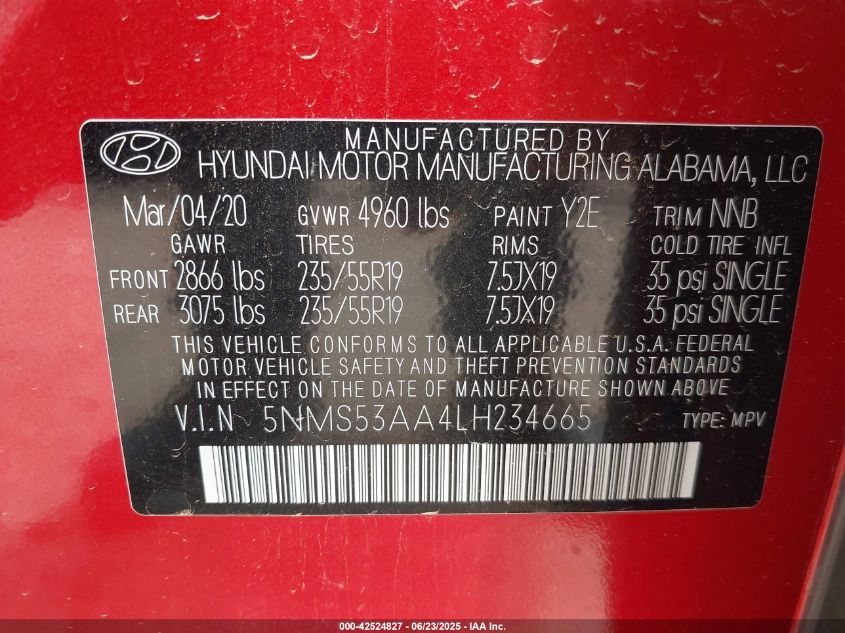 MANUFACTURED BY
HYUNDAI MOTOR MANUFACTURING ALABAMA, LLC
Mar/04/20 GVWR 4960 lbs PAINT Y2E TRIM NNB
GAWR TIRES RIMS COLD TIRE INFL
FRONT 2866 lbs 235/55R19 7.5JX19 35 psi SINGLE
REAR 3075 lbs 235/55R19 7.5JX19 35 psi SINGLE
THIS VEHICLE CONFORMS TO ALL APPLICABLE U.S.A. FEDERAL
MOTOR VEHICLE SAFETY AND THEFT PREVENTION STANDARDS
IN EFFECT ON THE DATE OF MANUFACTURE SHOWN ABOVE
V.I.N 5NMS53AA4LH234665 TYPE: MPV
000-42524827 - 06/23/2025 - IAA Inc.